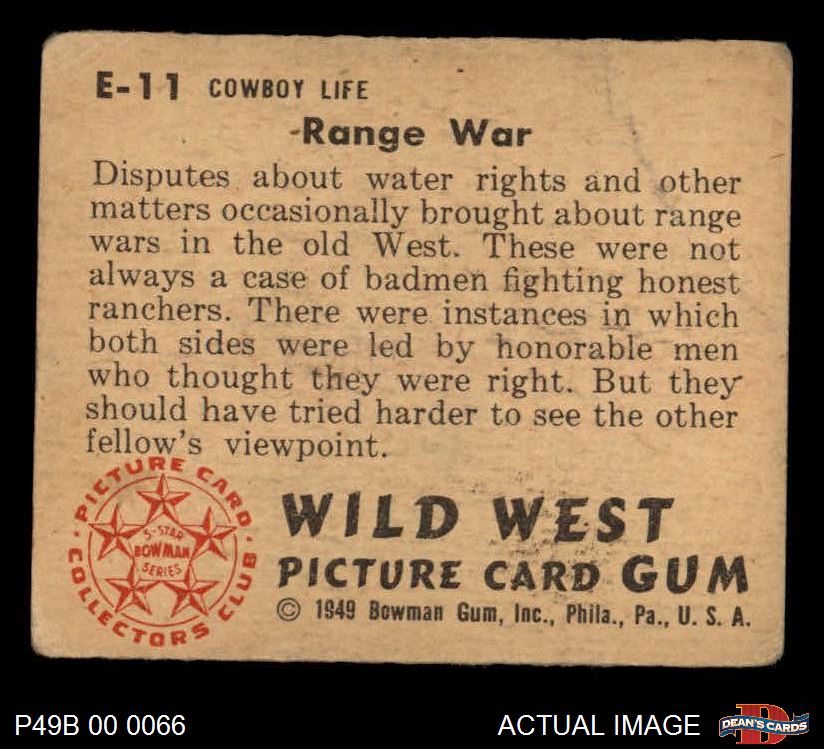 E-11 COWBOY LIFE
Range War
Disputes about water rights and other
matters occasionally brought about range
wars in the old West. These were not
always a case of badmen fighting honest
ranchers. There were instances in which
both sides were led by honorable men
who thought they were right. But they
should have tried harder to see the other
fellow's viewpoint.
PICTURE CARD
COLLECTORS CLUB
5-STAR
BOWMAN
SERIES
WILD WEST
PICTURE CARD GUM
© 1949 Bowman Gum, Inc., Phila., Pa., U. S. A.
P49B 00 0066
ACTUAL IMAGE
DEAN'S CARDS